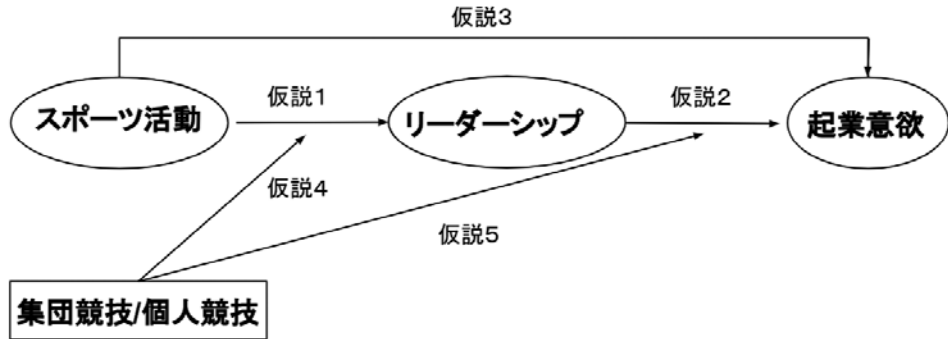 仮説3
仮説1
仮説2
スポーツ活動
リーダーシップ
起業意欲
仮説4
仮説5
集団競技/個人競技